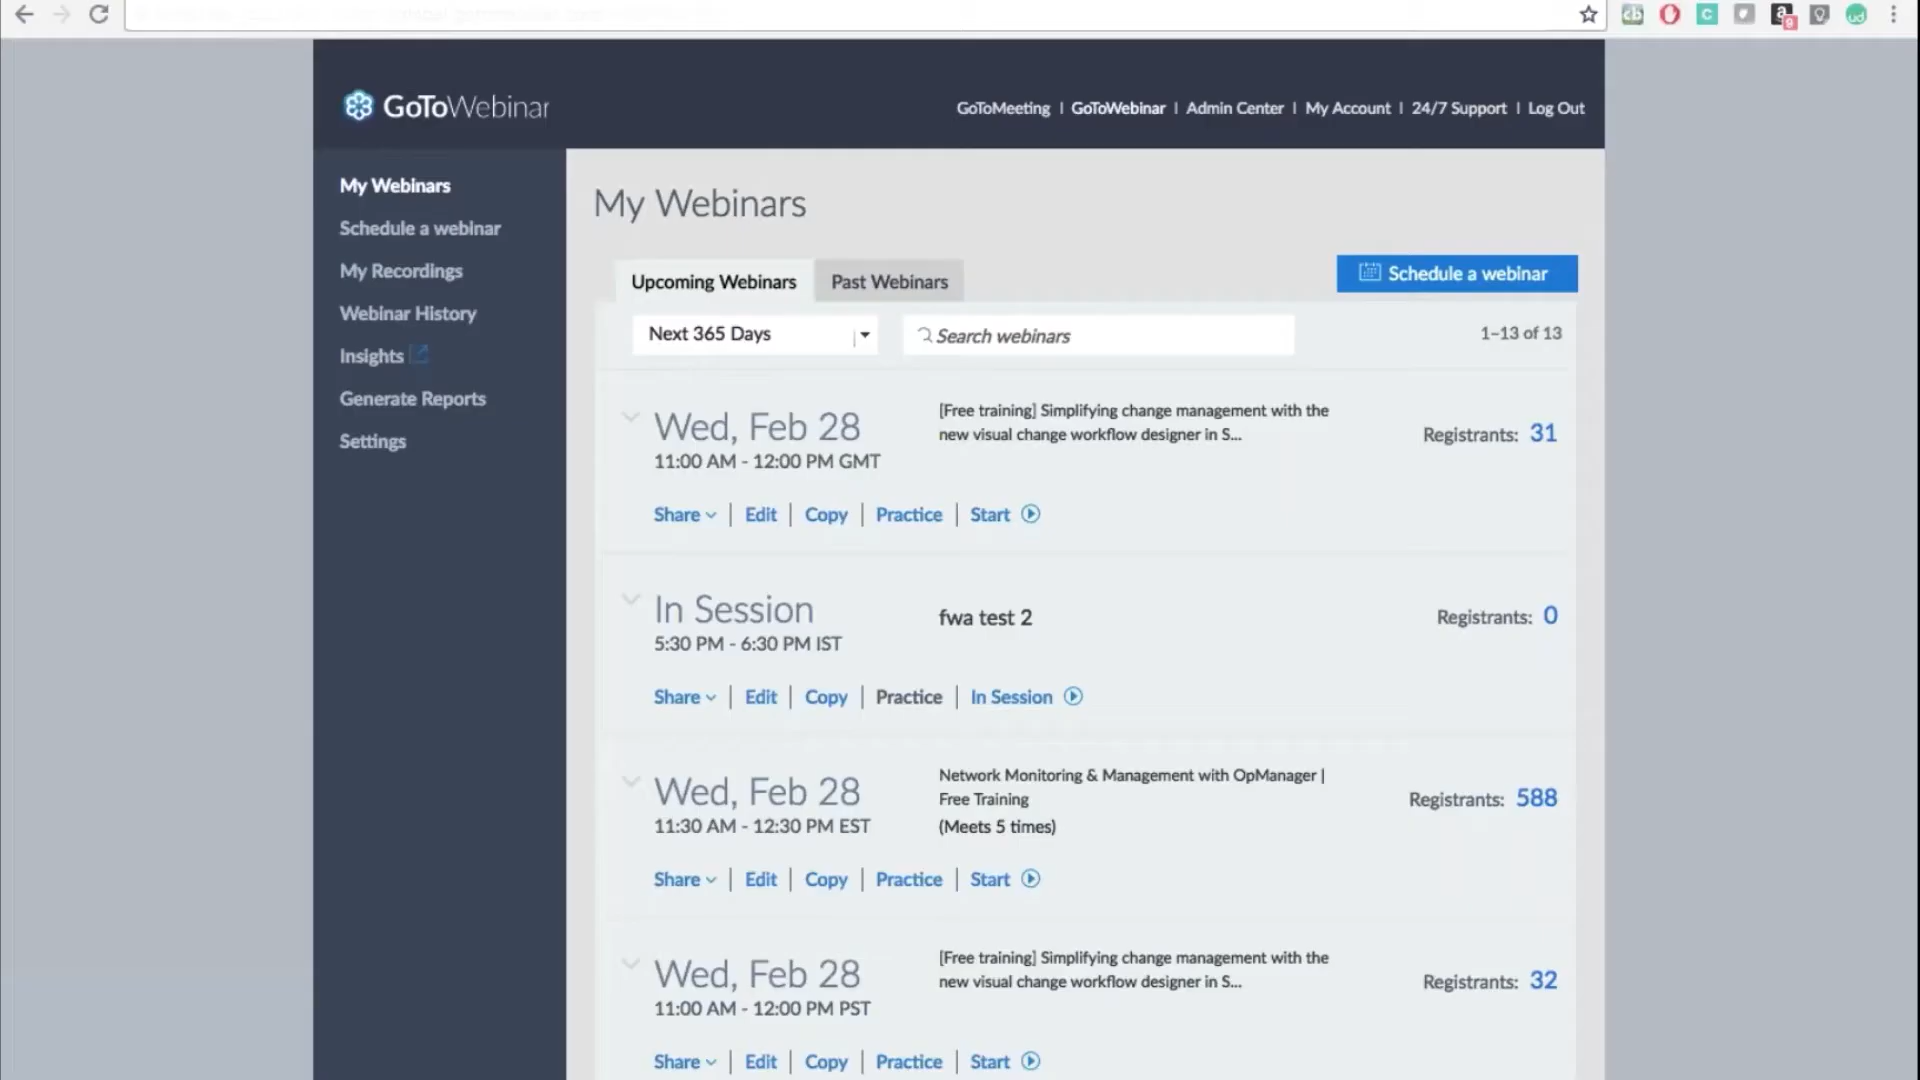 GoToWebinar
GoToMeeting | GoToWebinar | Admin Center | My Account | 24/7 Support | Log Out
My Webinars
Schedule a webinar
My Recordings
Webinar History
Insights
Generate Reports
Settings
My Webinars
Upcoming Webinars
Past Webinars
Schedule a webinar
Next 365 Days
Search webinars
1–13 of 13
Wed, Feb 28
11:00 AM - 12:00 PM GMT
[Free training] Simplifying change management with the
new visual change workflow designer in S...
Registrants: 31
Share | Edit | Copy | Practice | Start
In Session
5:30 PM - 6:30 PM IST
fwa test 2
Registrants: 0
Share | Edit | Copy | Practice | In Session
Wed, Feb 28
11:30 AM - 12:30 PM EST
Network Monitoring & Management with OpManager |
Free Training
(Meets 5 times)
Registrants: 588
Share | Edit | Copy | Practice | Start
Wed, Feb 28
11:00 AM - 12:00 PM PST
[Free training] Simplifying change management with the
new visual change workflow designer in S...
Registrants: 32
Share | Edit | Copy | Practice | Start